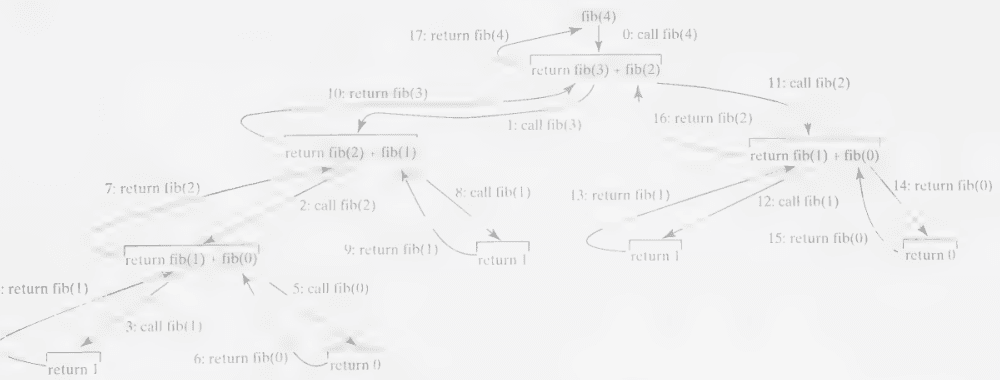 fib(4)
17: return fib(4)
0: call fib(4)
return fib(3) + fib(2)
10: return fib(3)
11: call fib(2)
1: call fib(3)
16: return fib(2)
return fib(2) + fib(1)
return fib(1) + fib(0)
7: return fib(2)
8: call fib(1)
13: return fib(1)
14: return fib(0)
2: call fib(2)
12: call fib(1)
9: return fib(1)
15: return fib(0)
return fib(1) + fib(0)
return 1
return 1
return 0
: return fib(1)
5: call fib(0)
3: call fib(1)
6: return fib(0)
return 1
return 0